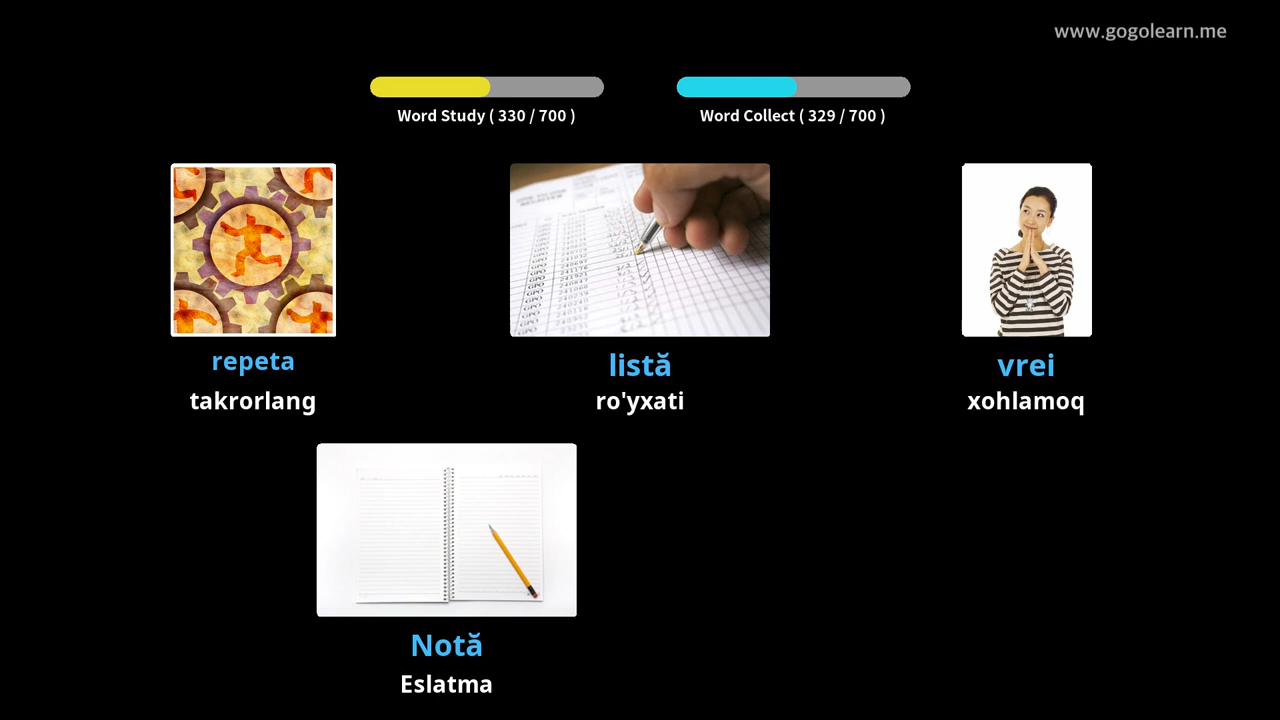 www.gogolearn.me
Word Study ( 330 / 700 )
Word Collect ( 329 / 700 )
repeta
takrorlang
listă
ro'yxati
vrei
xohlamoq
Notă
Eslatma